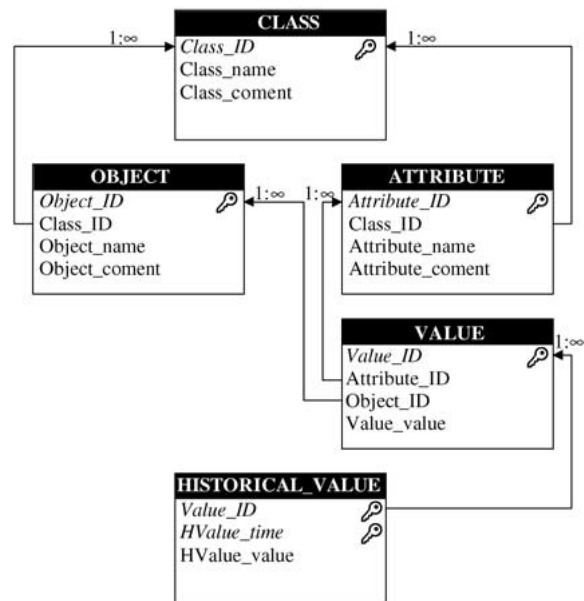 CLASS
1:∞
1:∞
Class_ID
Class_name
Class_coment
OBJECT
Object_ID
Class_ID
Object_name
Object_coment
1:∞
1:∞
ATTRIBUTE
Attribute_ID
Class_ID
Attribute_name
Attribute_coment
VALUE
1:∞
Value_ID
Attribute_ID
Object_ID
Value_value
HISTORICAL_VALUE
Value_ID
HValue_time
HValue_value